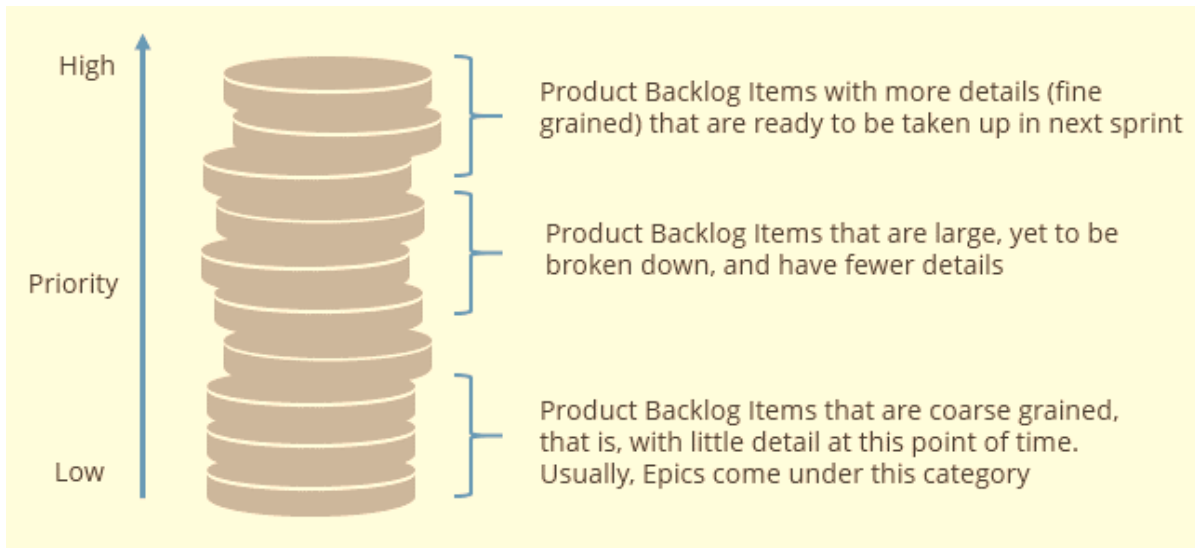 High
Product Backlog Items with more details (fine
grained) that are ready to be taken up in next sprint
Product Backlog Items that are large, yet to be
broken down, and have fewer details
Priority
Product Backlog Items that are coarse grained,
that is, with little detail at this point of time.
Usually, Epics come under this category
Low